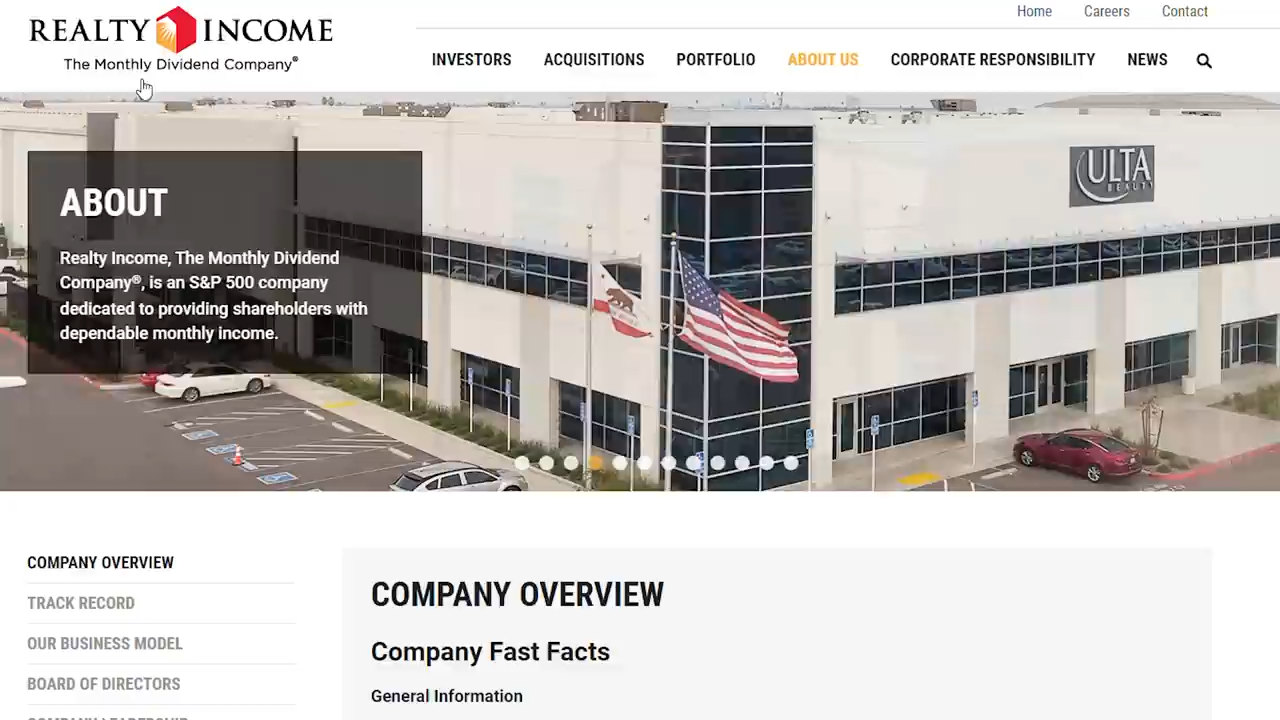 REALTY INCOME
The Monthly Dividend Company®
Home Careers Contact
INVESTORS ACQUISITIONS PORTFOLIO ABOUT US CORPORATE RESPONSIBILITY NEWS
ABOUT
Realty Income, The Monthly Dividend
Company®, is an S&P 500 company
dedicated to providing shareholders with
dependable monthly income.
ULTA
BEAUTY
COMPANY OVERVIEW
TRACK RECORD
OUR BUSINESS MODEL
BOARD OF DIRECTORS
COMPANY LEADERSHIP
COMPANY OVERVIEW
Company Fast Facts
General Information